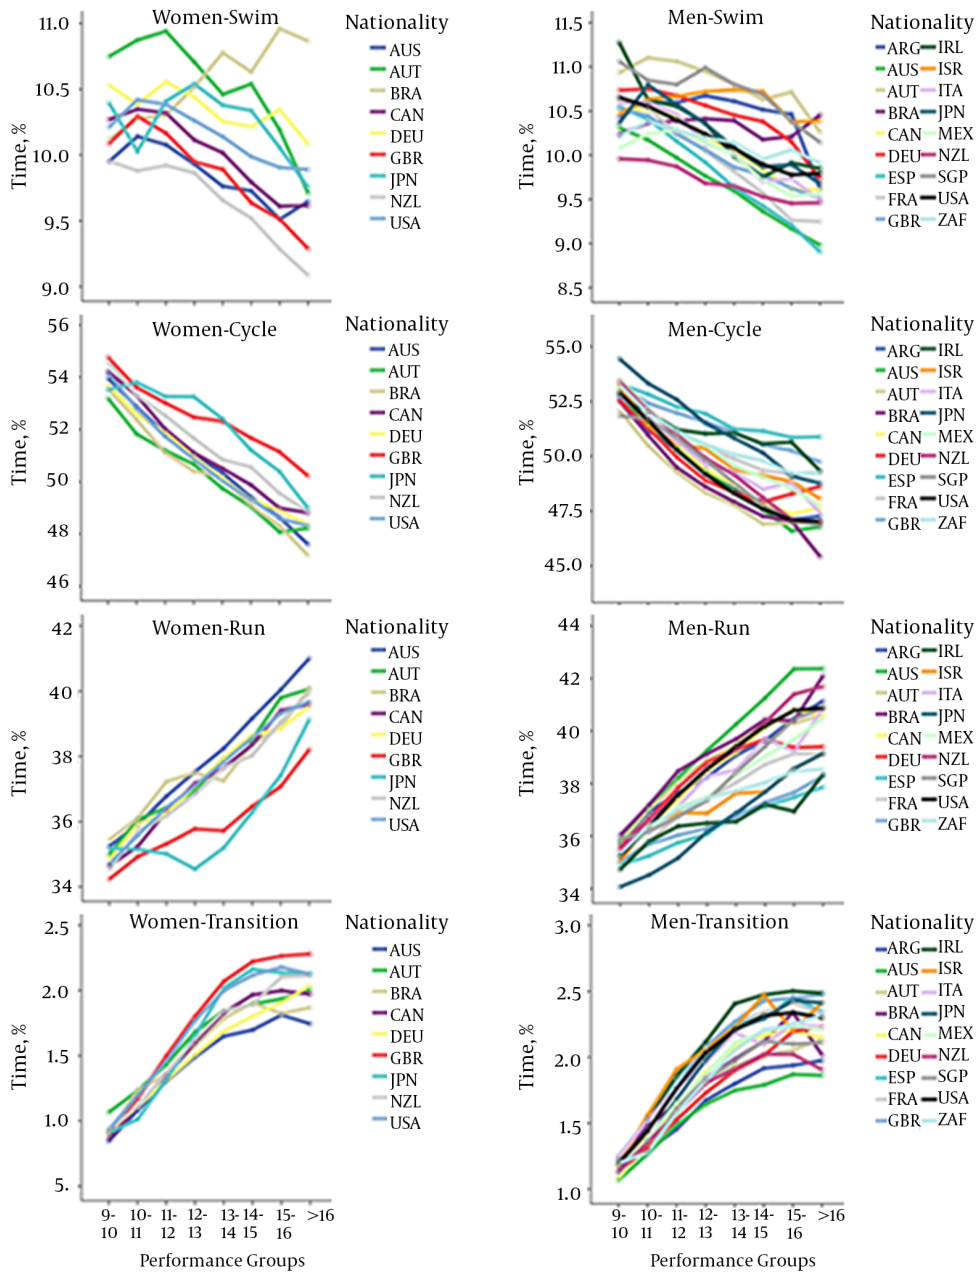 Women-Swim
Time, %
11.0
10.5
10.0
9.5
9.0
Nationality
AUS
AUT
BRA
CAN
DEU
GBR
JPN
NZL
USA
Men-Swim
Time, %
11.5
11.0
10.5
10.0
9.5
9.0
8.5
Nationality
ARG IRL
AUS ISR
AUT ITA
BRA JPN
CAN MEX
DEU NZL
ESP SGP
FRA USA
GBR ZAF
Women-Cycle
Time, %
56
54
52
50
48
46
Nationality
AUS
AUT
BRA
CAN
DEU
GBR
JPN
NZL
USA
Men-Cycle
Time, %
55.0
52.5
50.0
47.5
45.0
Nationality
ARG IRL
AUS ISR
AUT ITA
BRA JPN
CAN MEX
DEU NZL
ESP SGP
FRA USA
GBR ZAF
Women-Run
Time, %
42
40
38
36
34
Nationality
AUS
AUT
BRA
CAN
DEU
GBR
JPN
NZL
USA
Men-Run
Time, %
44
42
40
38
36
34
Nationality
ARG IRL
AUS ISR
AUT ITA
BRA JPN
CAN MEX
DEU NZL
ESP SGP
FRA USA
GBR ZAF
Women-Transition
Time, %
2.5
2.0
1.5
1.0
5.
Nationality
AUS
AUT
BRA
CAN
DEU
GBR
JPN
NZL
USA
9- 10- 11- 12- 13- 14- 15- >16
10 11 12 13 14 15 16
Performance Groups
Men-Transition
Time, %
3.0
2.5
2.0
1.5
1.0
Nationality
ARG IRL
AUS ISR
AUT ITA
BRA JPN
CAN MEX
DEU NZL
ESP SGP
FRA USA
GBR ZAF
9- 10- 11- 12- 13- 14- 15- >16
10 11 12 13 14 15 16
Performance Groups